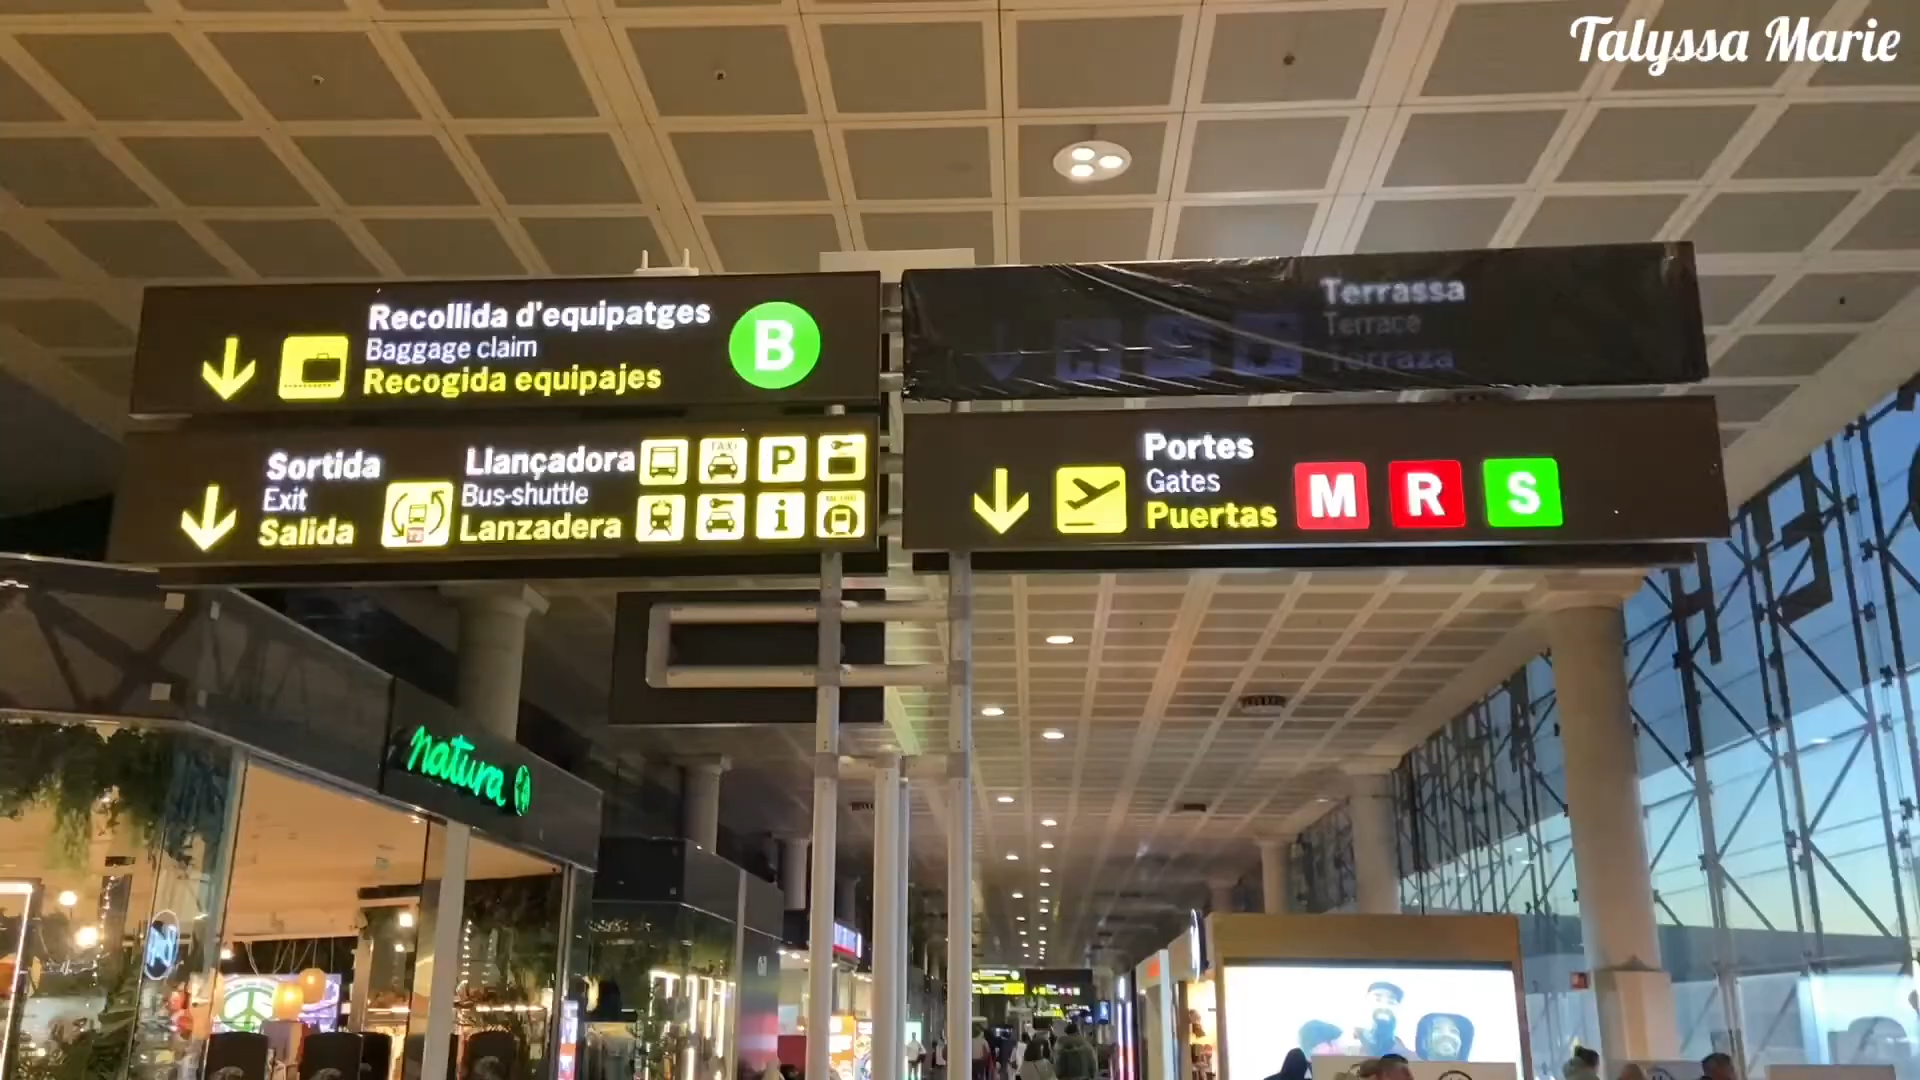 Talyssa Marie
Recollida d'equipatges
Baggage claim
Recogida equipajes
B
Terrassa
Terrace
Terraza
Sortida
Exit
Salida
Llançadora
Bus-shuttle
Lanzadera
TAXI
P
i
Portes
Gates
Puertas
M R S
natura